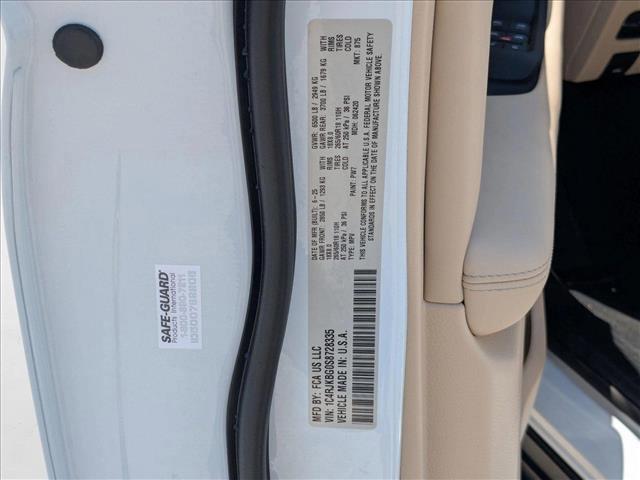 MFD BY: FCA US LLC
DATE OF MFR (BUILT): 6-25
GVWR: 6500 LB / 2949 KG
GAWR FRONT: 2850 LB / 1293 KG
WITH
18X8.0
RIMS
265/60R18 110H
TIRES
AT 250 kPa / 36 PSI
COLD
GAWR REAR: 3700 LB / 1679 KG
WITH
18X8.0
RIMS
265/60R18 110H
TIRES
AT 250 kPa / 36 PSI
COLD
VIN: 1C4RJKBG0S8728335
TYPE: MPV
PAINT: PW7
MDH: 062420
MKT: 875
VEHICLE MADE IN: U.S.A.
THIS VEHICLE CONFORMS TO ALL APPLICABLE U.S.A. FEDERAL MOTOR VEHICLE SAFETY
STANDARDS IN EFFECT ON THE DATE OF MANUFACTURE SHOWN ABOVE.
SAFE-GUARD
Products International